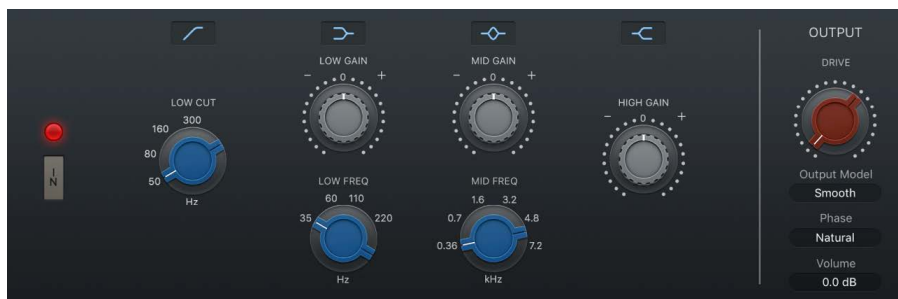 OUTPUT
LOW GAIN
- 0 +
MID GAIN
- 0 +
DRIVE
LOW CUT
50 80 160 300
Hz
HIGH GAIN
- 0 +
IN
LOW FREQ
35 60 110 220
Hz
MID FREQ
0.36 0.7 1.6 3.2 4.8 7.2
kHz
Output Model
Smooth
Phase
Natural
Volume
0.0 dB